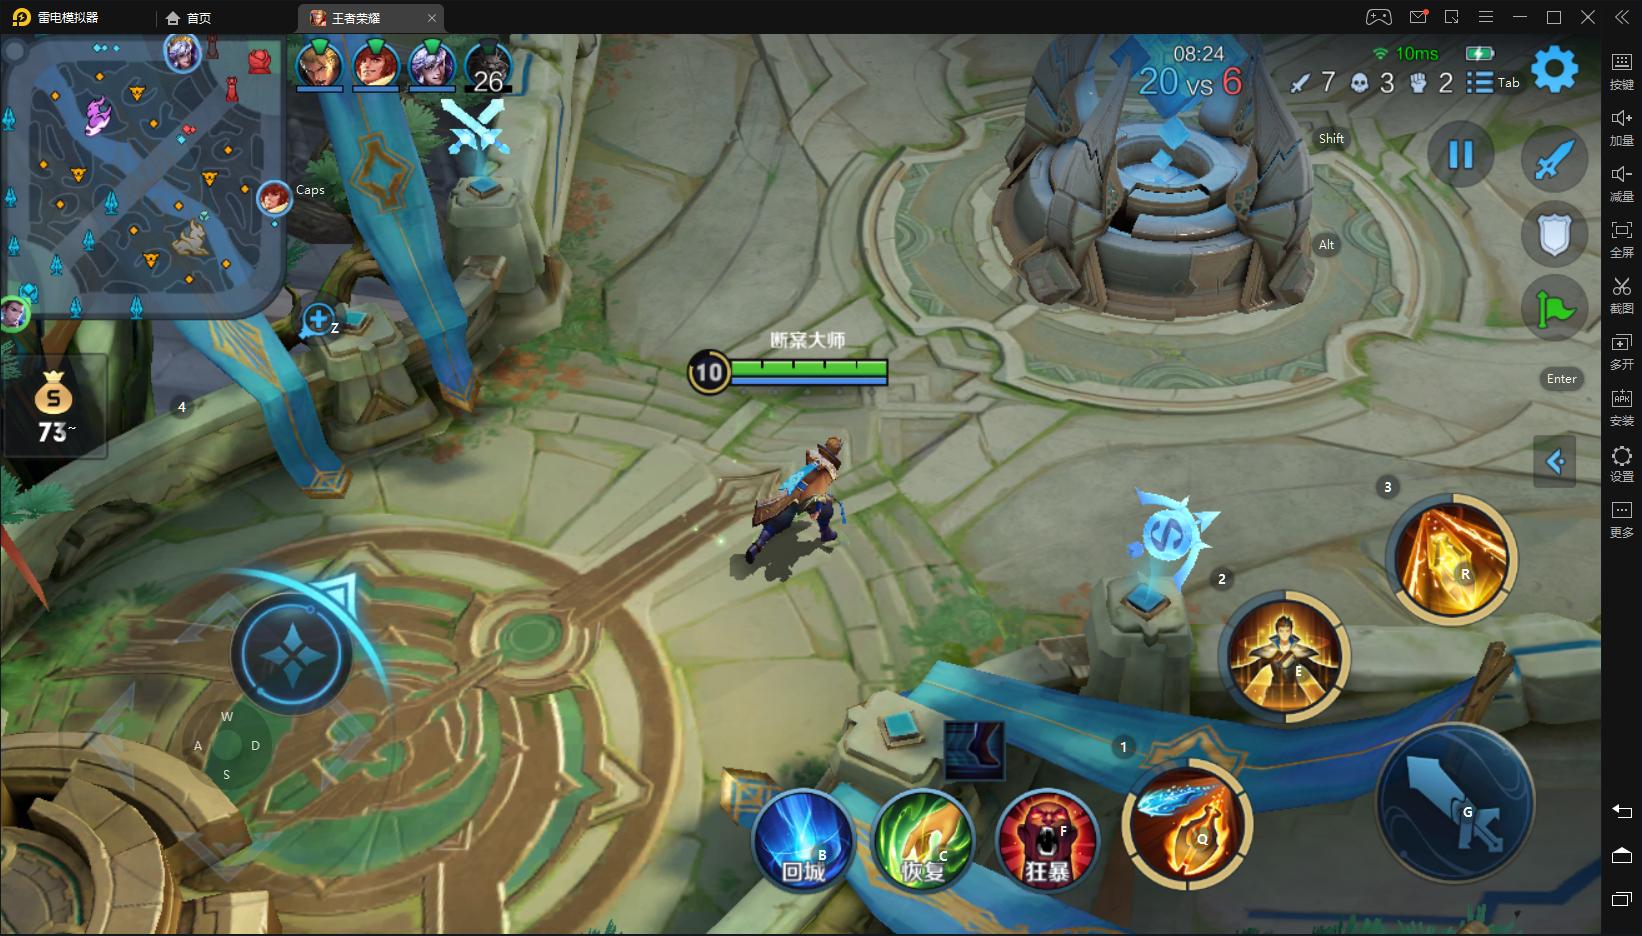 雷电模拟器
首页
王者荣耀
08:24
20 vs 6
10ms
7
3
2
Tab
26
Shift
Alt
Caps
Z
断案大师
10
S
73~
4
Enter
3
R
2
E
1
Q
G
W
A
D
S
B
回城
C
恢复
F
狂暴
按键
加量
减量
全屏
截图
多开
APK
安装
设置
更多